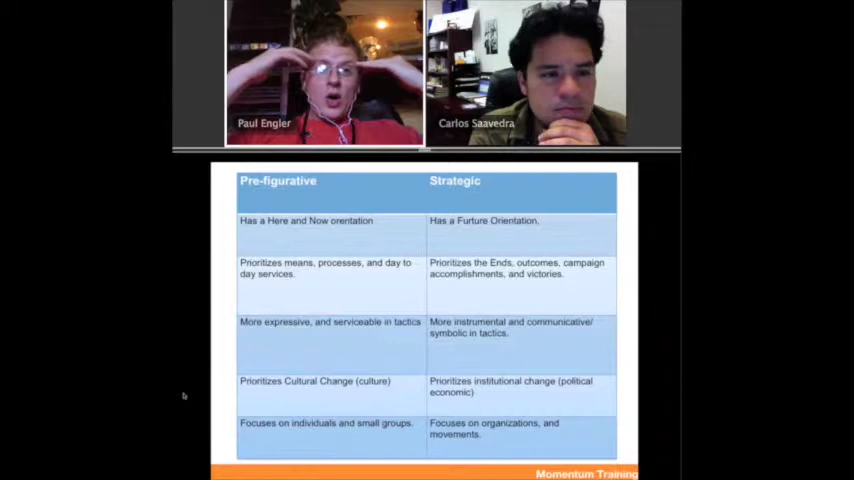 Paul Engler
Carlos Saavedra
Pre-figurative
Strategic
Has a Here and Now orentation
Has a Furture Orientation.
Prioritizes means, processes, and day to
day services.
Prioritizes the Ends, outcomes, campaign
accomplishments, and victories.
More expressive, and serviceable in tactics
More instrumental and communicative/
symbolic in tactics.
Prioritizes Cultural Change (culture)
Prioritizes institutional change (political
economic)
Focuses on individuals and small groups.
Focuses on organizations, and
movements.
Momentum Training